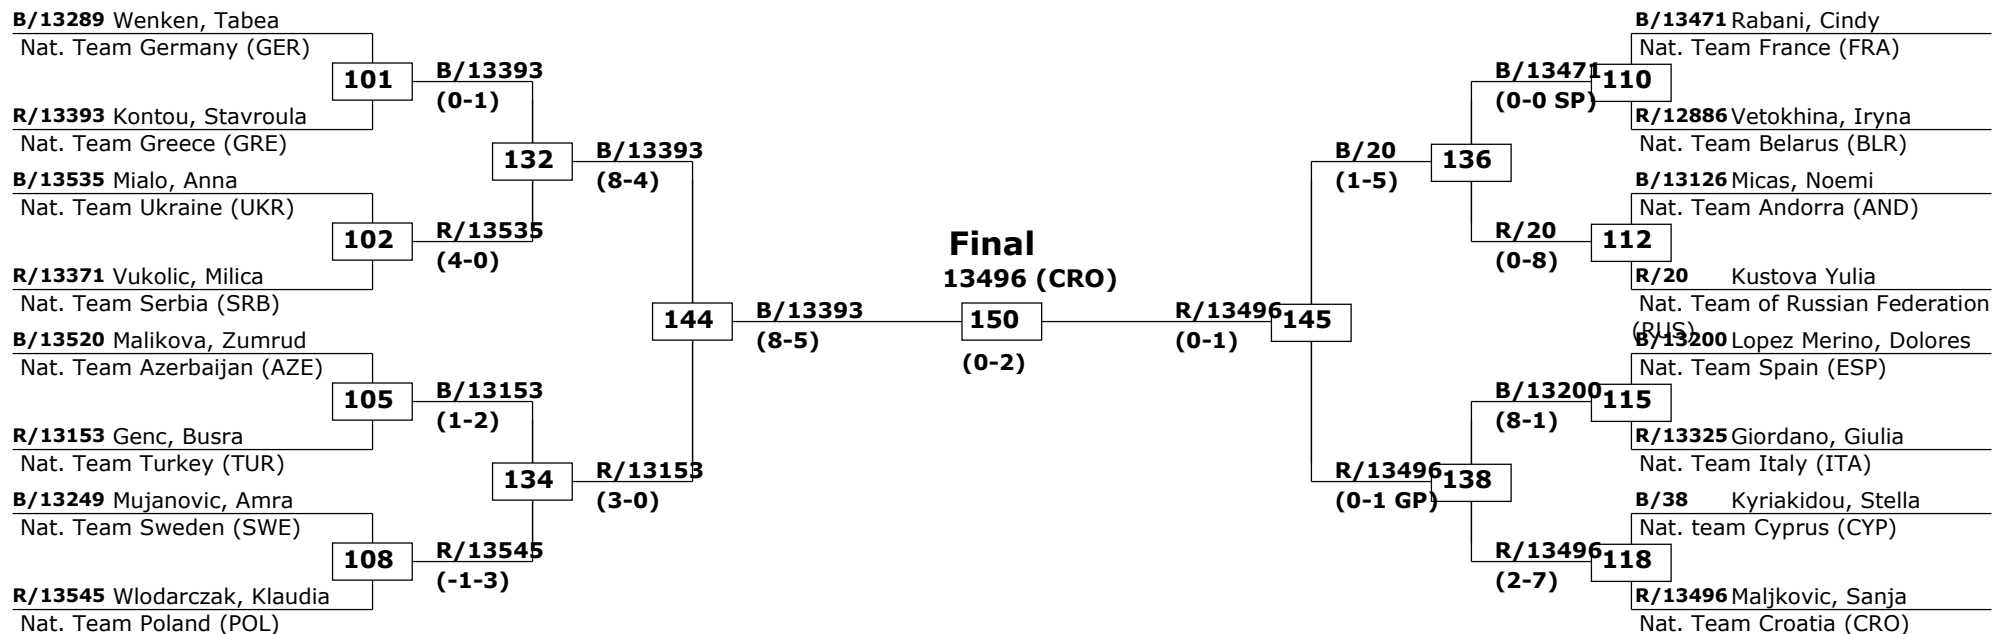 B/13289 Wenken, Tabea
Nat. Team Germany (GER)
101
R/13393 Kontou, Stavroula
Nat. Team Greece (GRE)
B/13393
(0-1)
B/13535 Mialo, Anna
Nat. Team Ukraine (UKR)
102
R/13371 Vukolic, Milica
Nat. Team Serbia (SRB)
R/13535
(4-0)
132
B/13393
(8-4)
B/13520 Malikova, Zumrud
Nat. Team Azerbaijan (AZE)
105
R/13153 Genc, Busra
Nat. Team Turkey (TUR)
B/13153
(1-2)
B/13249 Mujanovic, Amra
Nat. Team Sweden (SWE)
108
R/13545 Wlodarczak, Klaudia
Nat. Team Poland (POL)
R/13545
(-1-3)
134
R/13153
(3-0)
144
B/13393
(8-5)
Final
13496 (CRO)
150
(0-2)
R/13496
(0-1)
145
B/20
(1-5)
136
B/13471
(0-0 SP)
110
B/13471 Rabani, Cindy
Nat. Team France (FRA)
R/12886 Vetokhina, Iryna
Nat. Team Belarus (BLR)
R/20
(0-8)
112
B/13126 Micas, Noemi
Nat. Team Andorra (AND)
R/20 Kustova Yulia
Nat. Team of Russian Federation
(RUS)
R/13496
(0-1 GP)
138
B/13200
(8-1)
115
B/13200 Lopez Merino, Dolores
Nat. Team Spain (ESP)
R/13325 Giordano, Giulia
Nat. Team Italy (ITA)
R/13496
(2-7)
118
B/38 Kyriakidou, Stella
Nat. team Cyprus (CYP)
R/13496 Maljkovic, Sanja
Nat. Team Croatia (CRO)